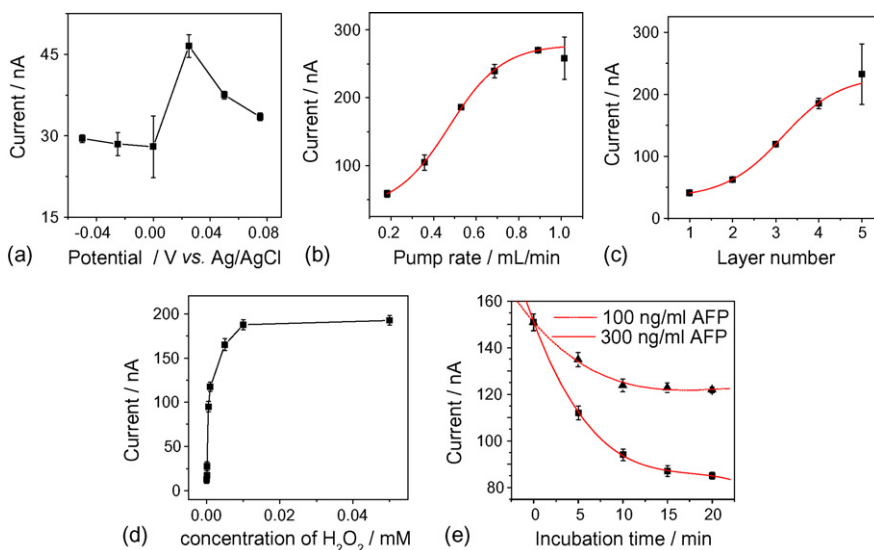 45
30
15
Current / nA
-0.04 0.00 0.04 0.08
(a) Potential / V vs. Ag/AgCl
300
200
100
Current / nA
0.2 0.4 0.6 0.8 1.0
(b) Pump rate / mL/min
300
200
100
0
Current / nA
1 2 3 4 5
(c) Layer number
200
150
100
50
0
Current / nA
0.00 0.02 0.04
(d) concentration of H₂O₂ / mM
160
150
140
130
120
110
100
90
80
Current / nA
100 ng/ml AFP
300 ng/ml AFP
0 5 10 15 20
(e) Incubation time / min